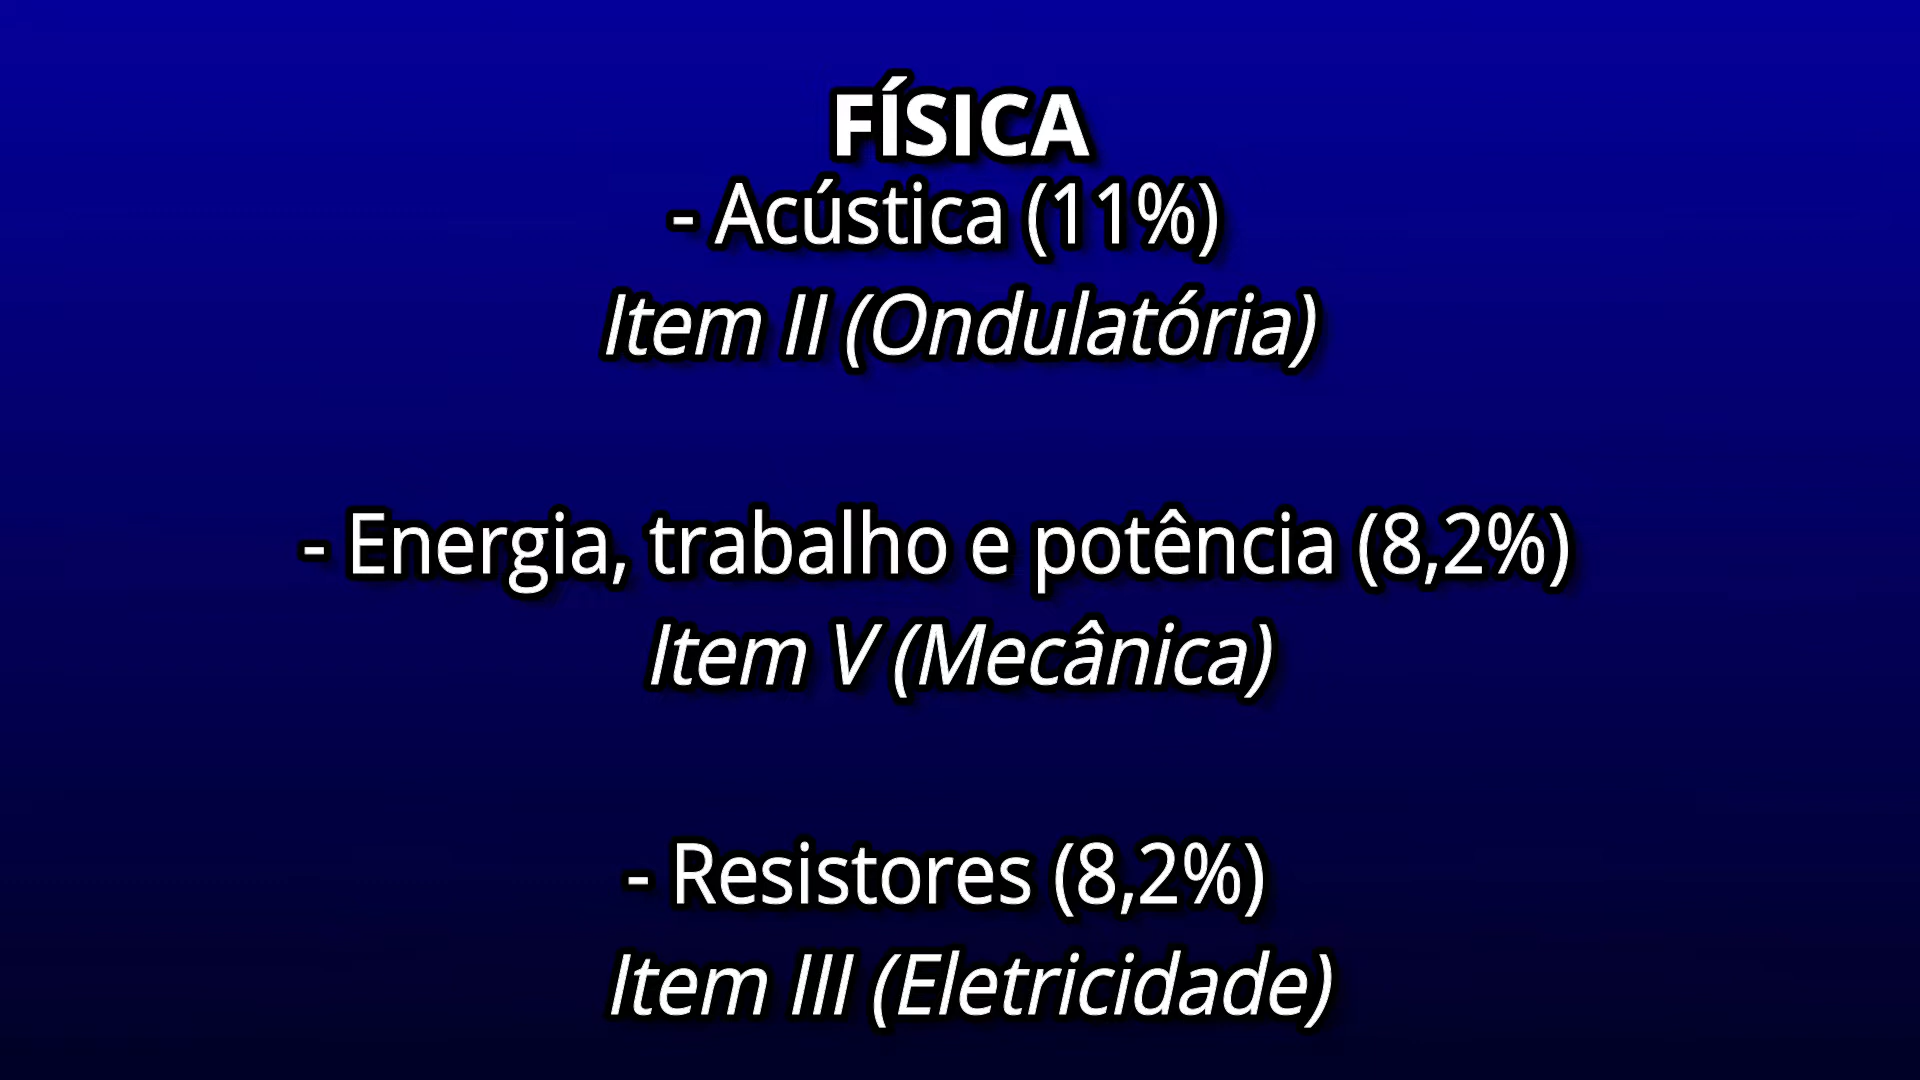 FÍSICA
- Acústica (11%)
Item II (Ondulatória)
- Energia, trabalho e potência (8,2%)
Item V (Mecânica)
- Resistores (8,2%)
Item III (Eletricidade)